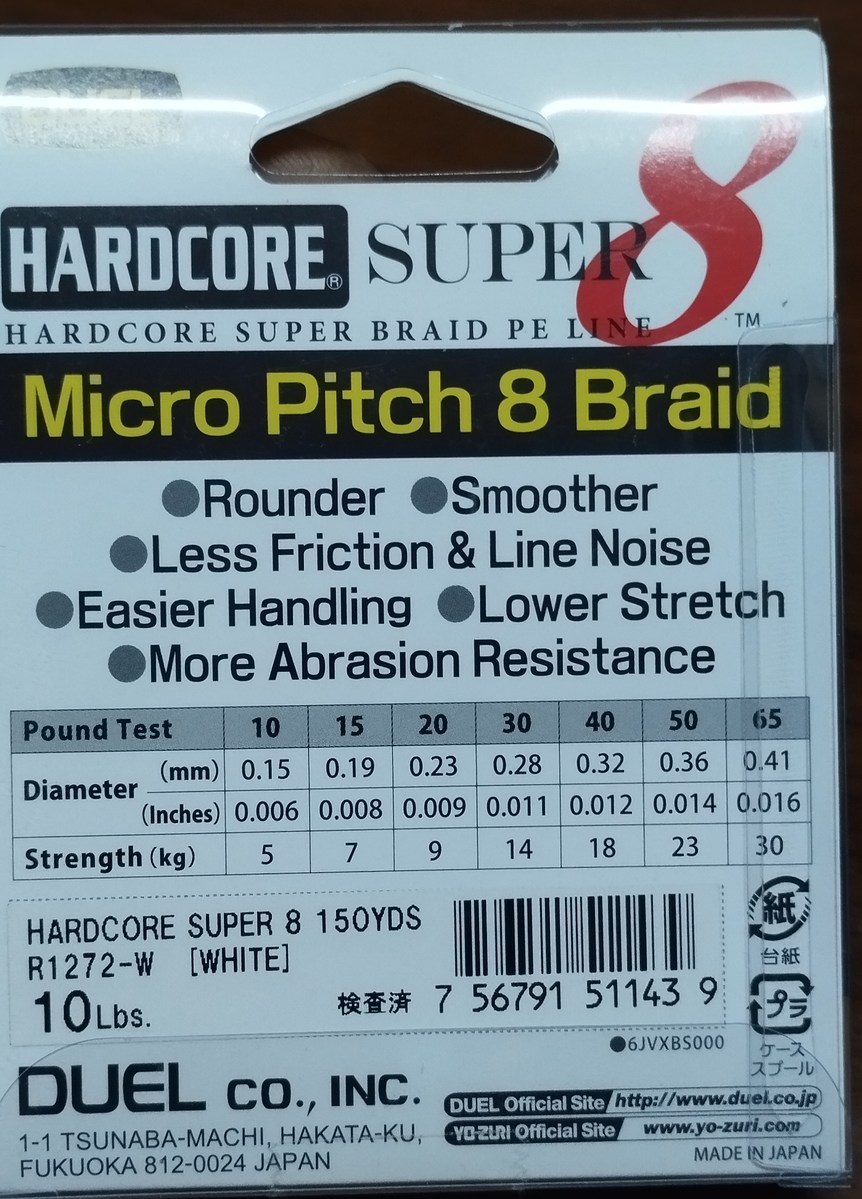 HARDCORE® SUPER 8
HARDCORE SUPER BRAID PE LINE ™
Micro Pitch 8 Braid
●Rounder ●Smoother
●Less Friction & Line Noise
●Easier Handling ●Lower Stretch
●More Abrasion Resistance
Pound Test 10 15 20 30 40 50 65
Diameter (mm) 0.15 0.19 0.23 0.28 0.32 0.36 0.41
(Inches) 0.006 0.008 0.009 0.011 0.012 0.014 0.016
Strength (kg) 5 7 9 14 18 23 30
HARDCORE SUPER 8 150YDS
R1272-W [WHITE]
10Lbs. 検査済 7 56791 51143 9
紙
台紙
プラ
ケース
スプール
●6JVXBS000
DUEL CO., INC.
1-1 TSUNABA-MACHI, HAKATA-KU,
FUKUOKA 812-0024 JAPAN
DUEL Official Site http://www.duel.co.jp
YO-ZURI Official Site www.yo-zuri.com
MADE IN JAPAN